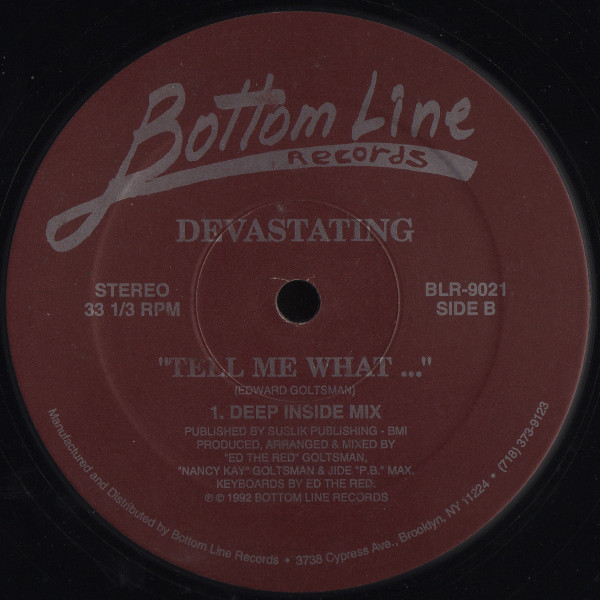 Bottom Line
Records
DEVASTATING
STEREO
33 1/3 RPM
BLR-9021
SIDE B
"TELL ME WHAT ..."
(EDWARD GOLTSMAN)
1. DEEP INSIDE MIX
PUBLISHED BY SUSLIK PUBLISHING - BMI
PRODUCED, ARRANGED & MIXED BY
"ED THE RED" GOLTSMAN,
"NANCY KAY" GOLTSMAN & JIDE "P.B." MAX.
KEYBOARDS BY ED THE RED.
℗ © 1992 BOTTOM LINE RECORDS
Manufactured and Distributed by Bottom Line Records • 3738 Cypress Ave., Brooklyn, NY 11224 • (718) 373-9123